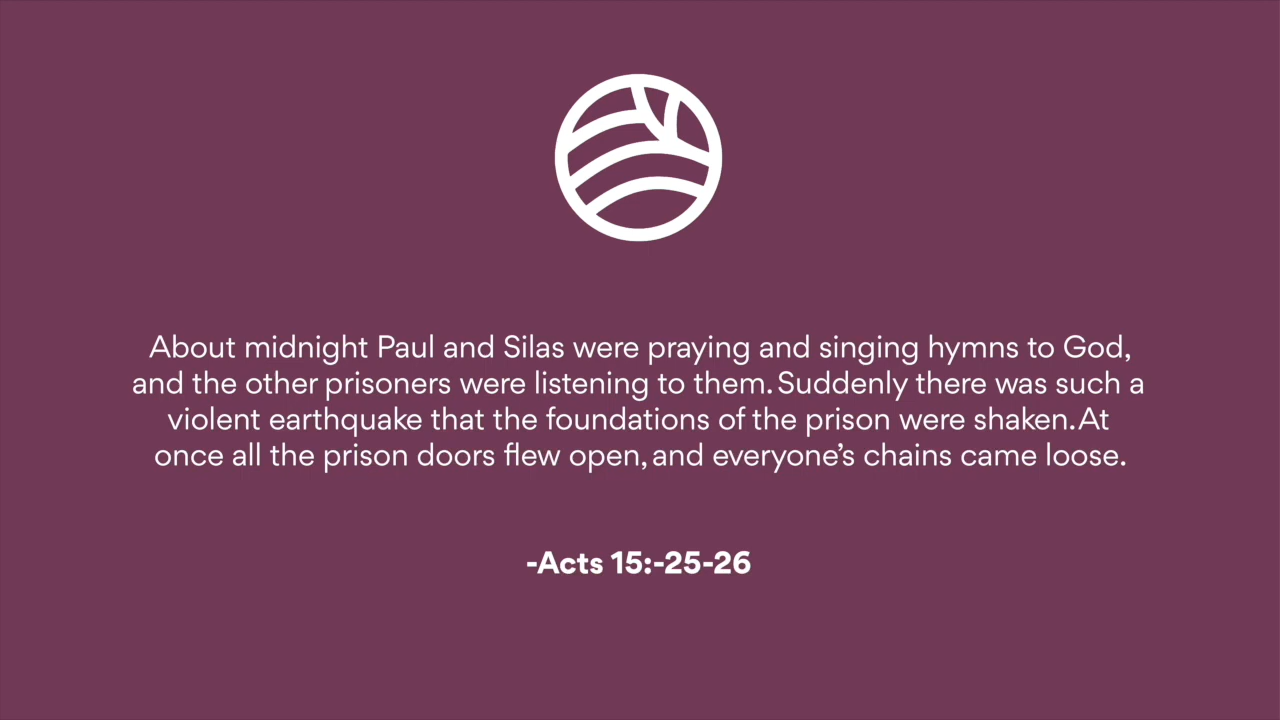 About midnight Paul and Silas were praying and singing hymns to God,
and the other prisoners were listening to them. Suddenly there was such a
violent earthquake that the foundations of the prison were shaken. At
once all the prison doors flew open, and everyone’s chains came loose.
-Acts 15:-25-26